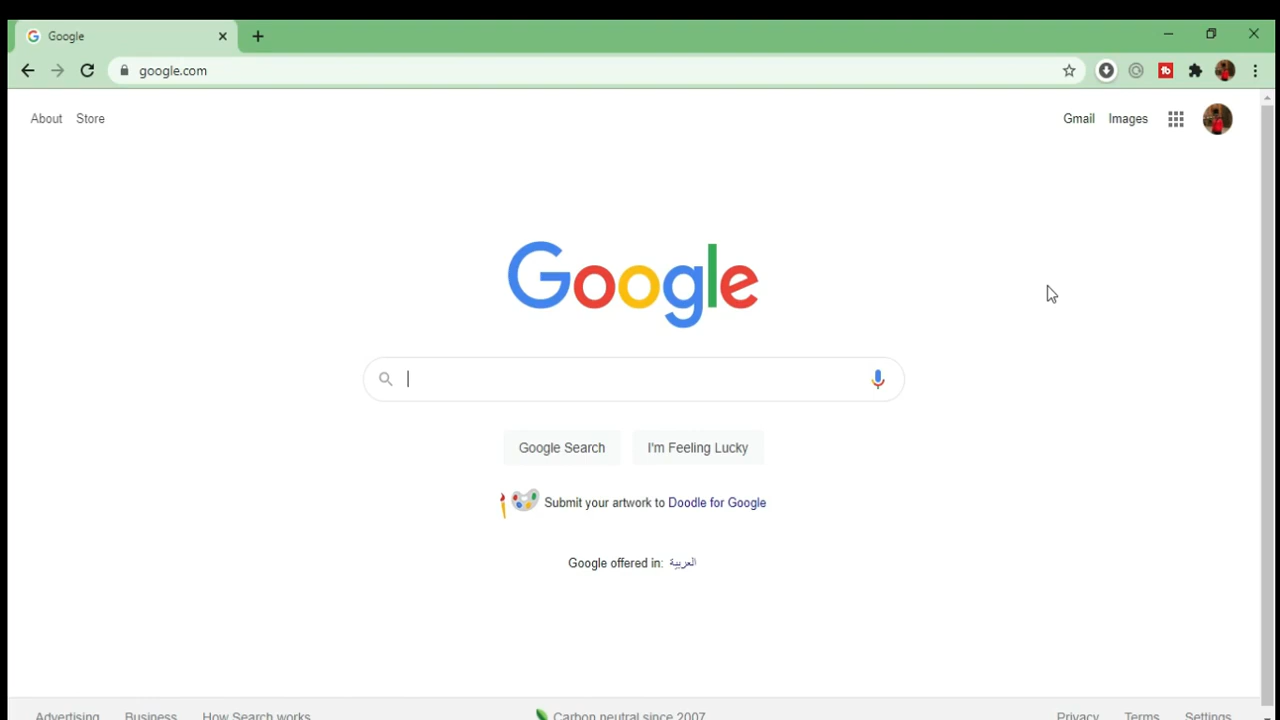 Google
google.com
About Store
Gmail Images
Google
Google Search I'm Feeling Lucky
Submit your artwork to Doodle for Google
Google offered in: العربية
Advertising Business How Search works
Carbon neutral since 2007
Privacy Terms Settings